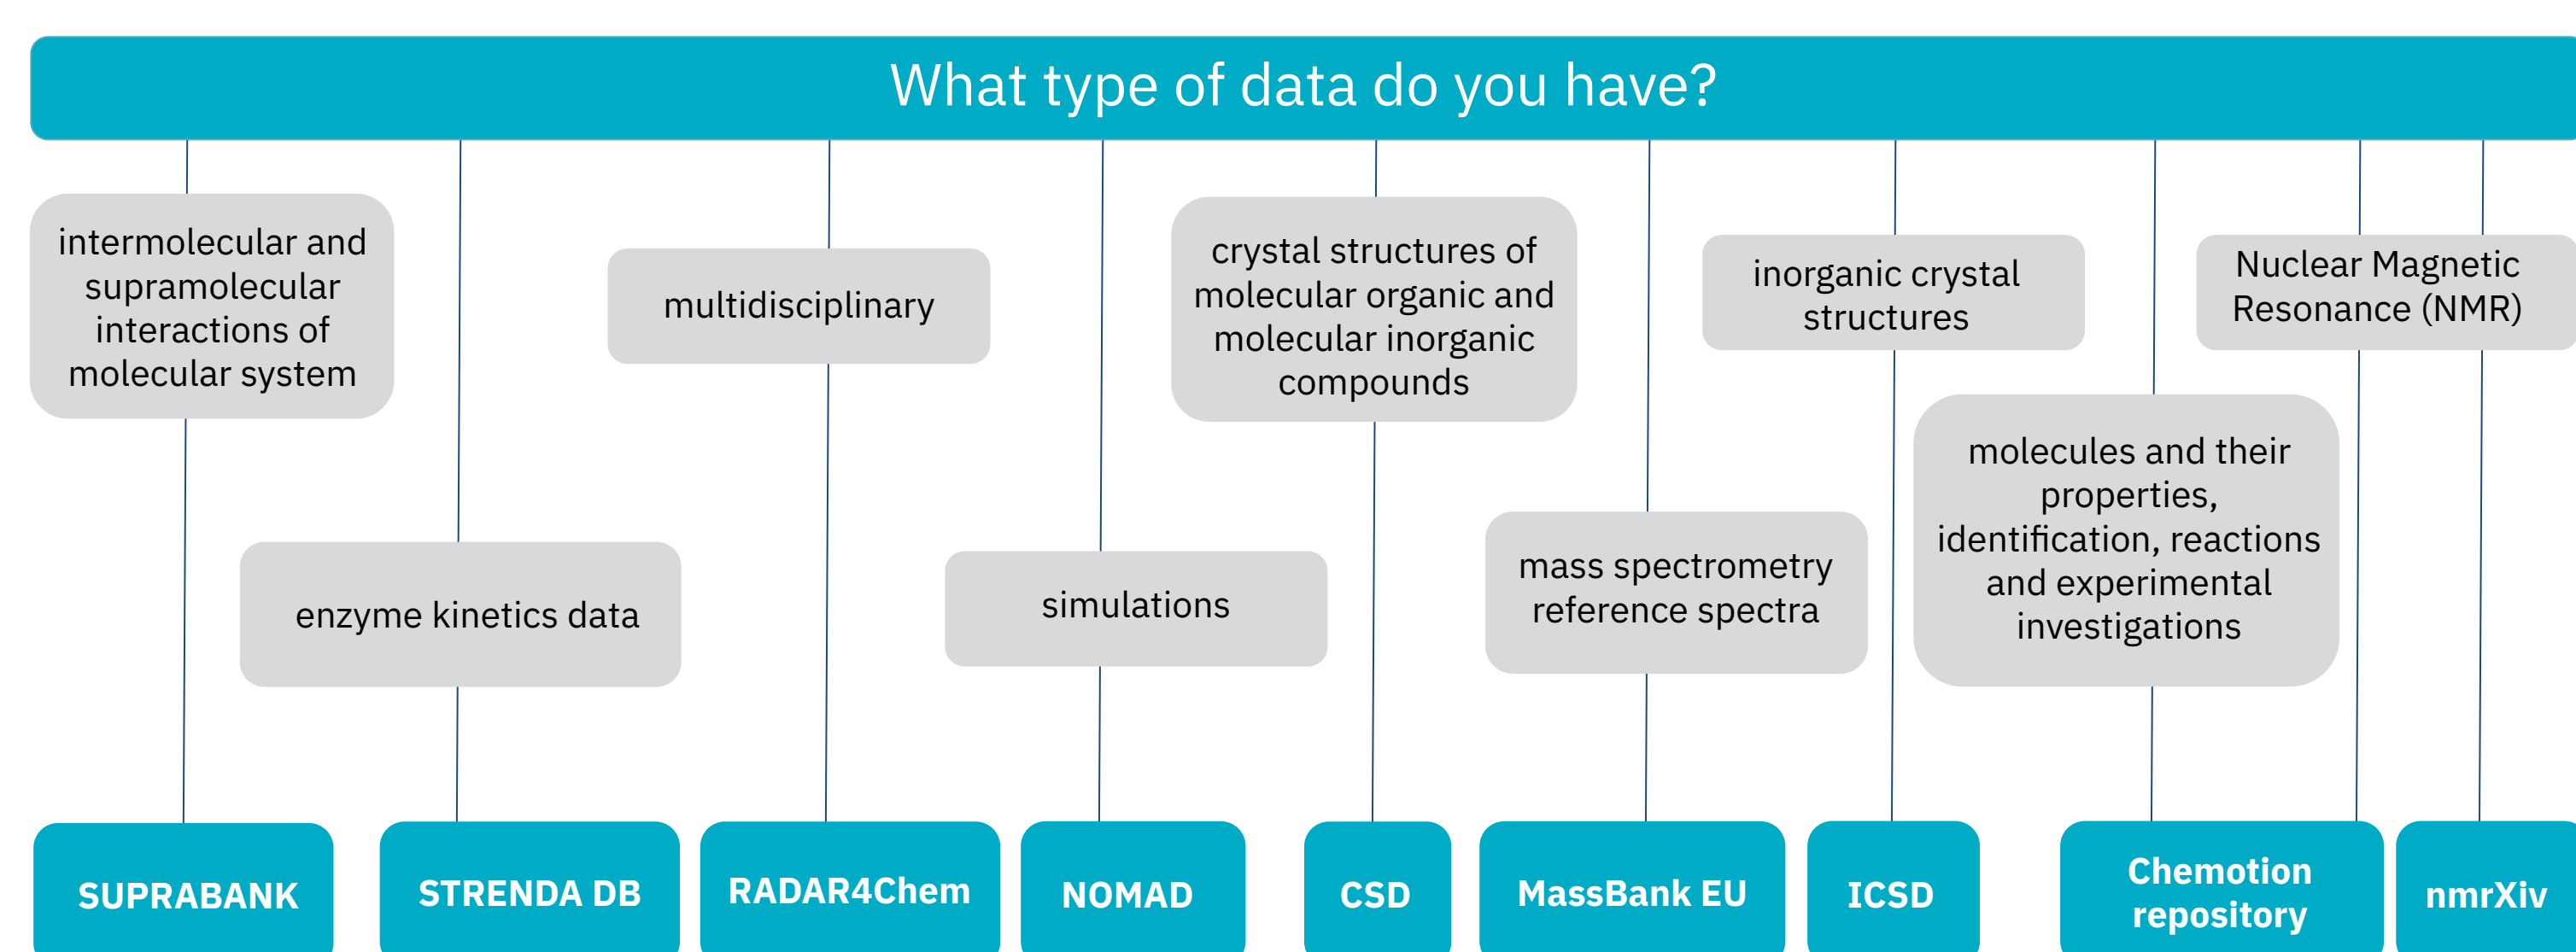 What type of data do you have?
intermolecular and
supramolecular
interactions of
molecular system
enzyme kinetics data
multidisciplinary
simulations
crystal structures of
molecular organic and
molecular inorganic
compounds
mass spectrometry
reference spectra
inorganic crystal
structures
molecules and their
properties,
identification, reactions
and experimental
investigations
Nuclear Magnetic
Resonance (NMR)
SUPRABANK
STRENDA DB
RADAR4Chem
NOMAD
CSD
MassBank EU
ICSD
Chemotion
repository
nmrXiv